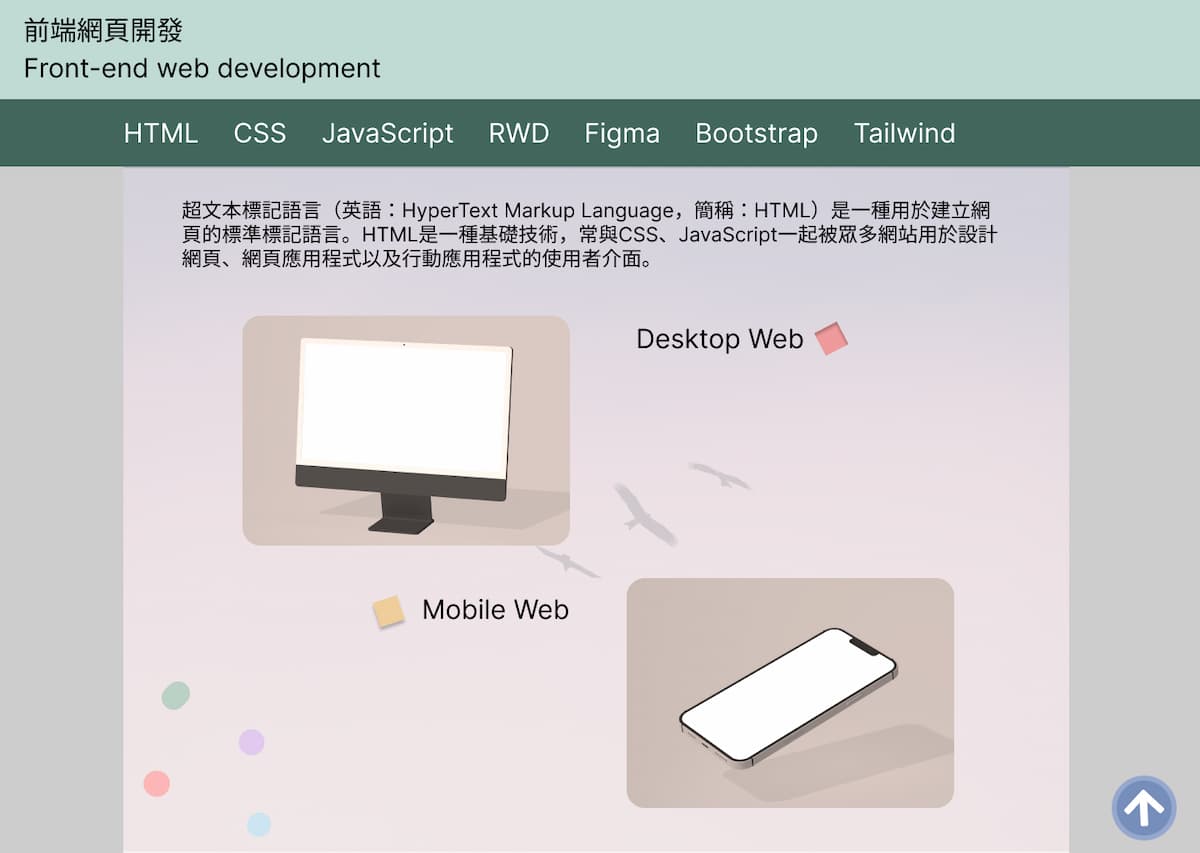 前端網頁開發
Front-end web development
HTML CSS JavaScript RWD Figma Bootstrap Tailwind
超文本標記語言（英語：HyperText Markup Language，簡稱：HTML）是一種用於建立網
頁的標準標記語言。HTML是一種基礎技術，常與CSS、JavaScript一起被眾多網站用於設計
網頁、網頁應用程式以及行動應用程式的使用者介面。
Desktop Web
Mobile Web